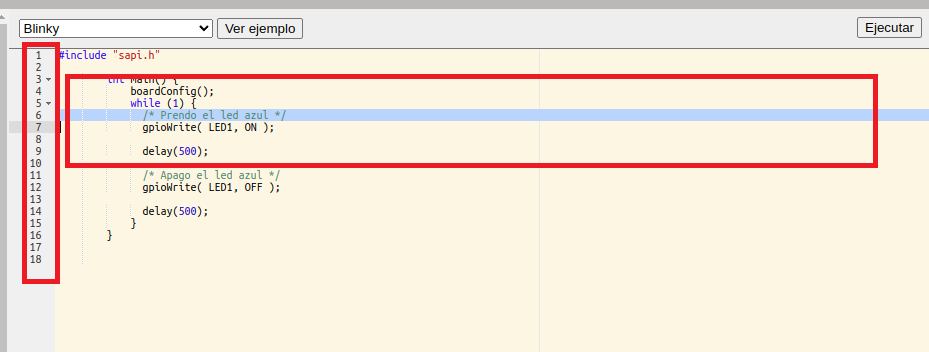 Blinky Ver ejemplo Ejecutar
1 #include "sapi.h"
2
3 int main() {
4 boardConfig();
5 while (1) {
6 /* Prendo el led azul */
7 gpioWrite( LED1, ON );
8
9 delay(500);
10
11 /* Apago el led azul */
12 gpioWrite( LED1, OFF );
13
14 delay(500);
15 }
16 }
17
18